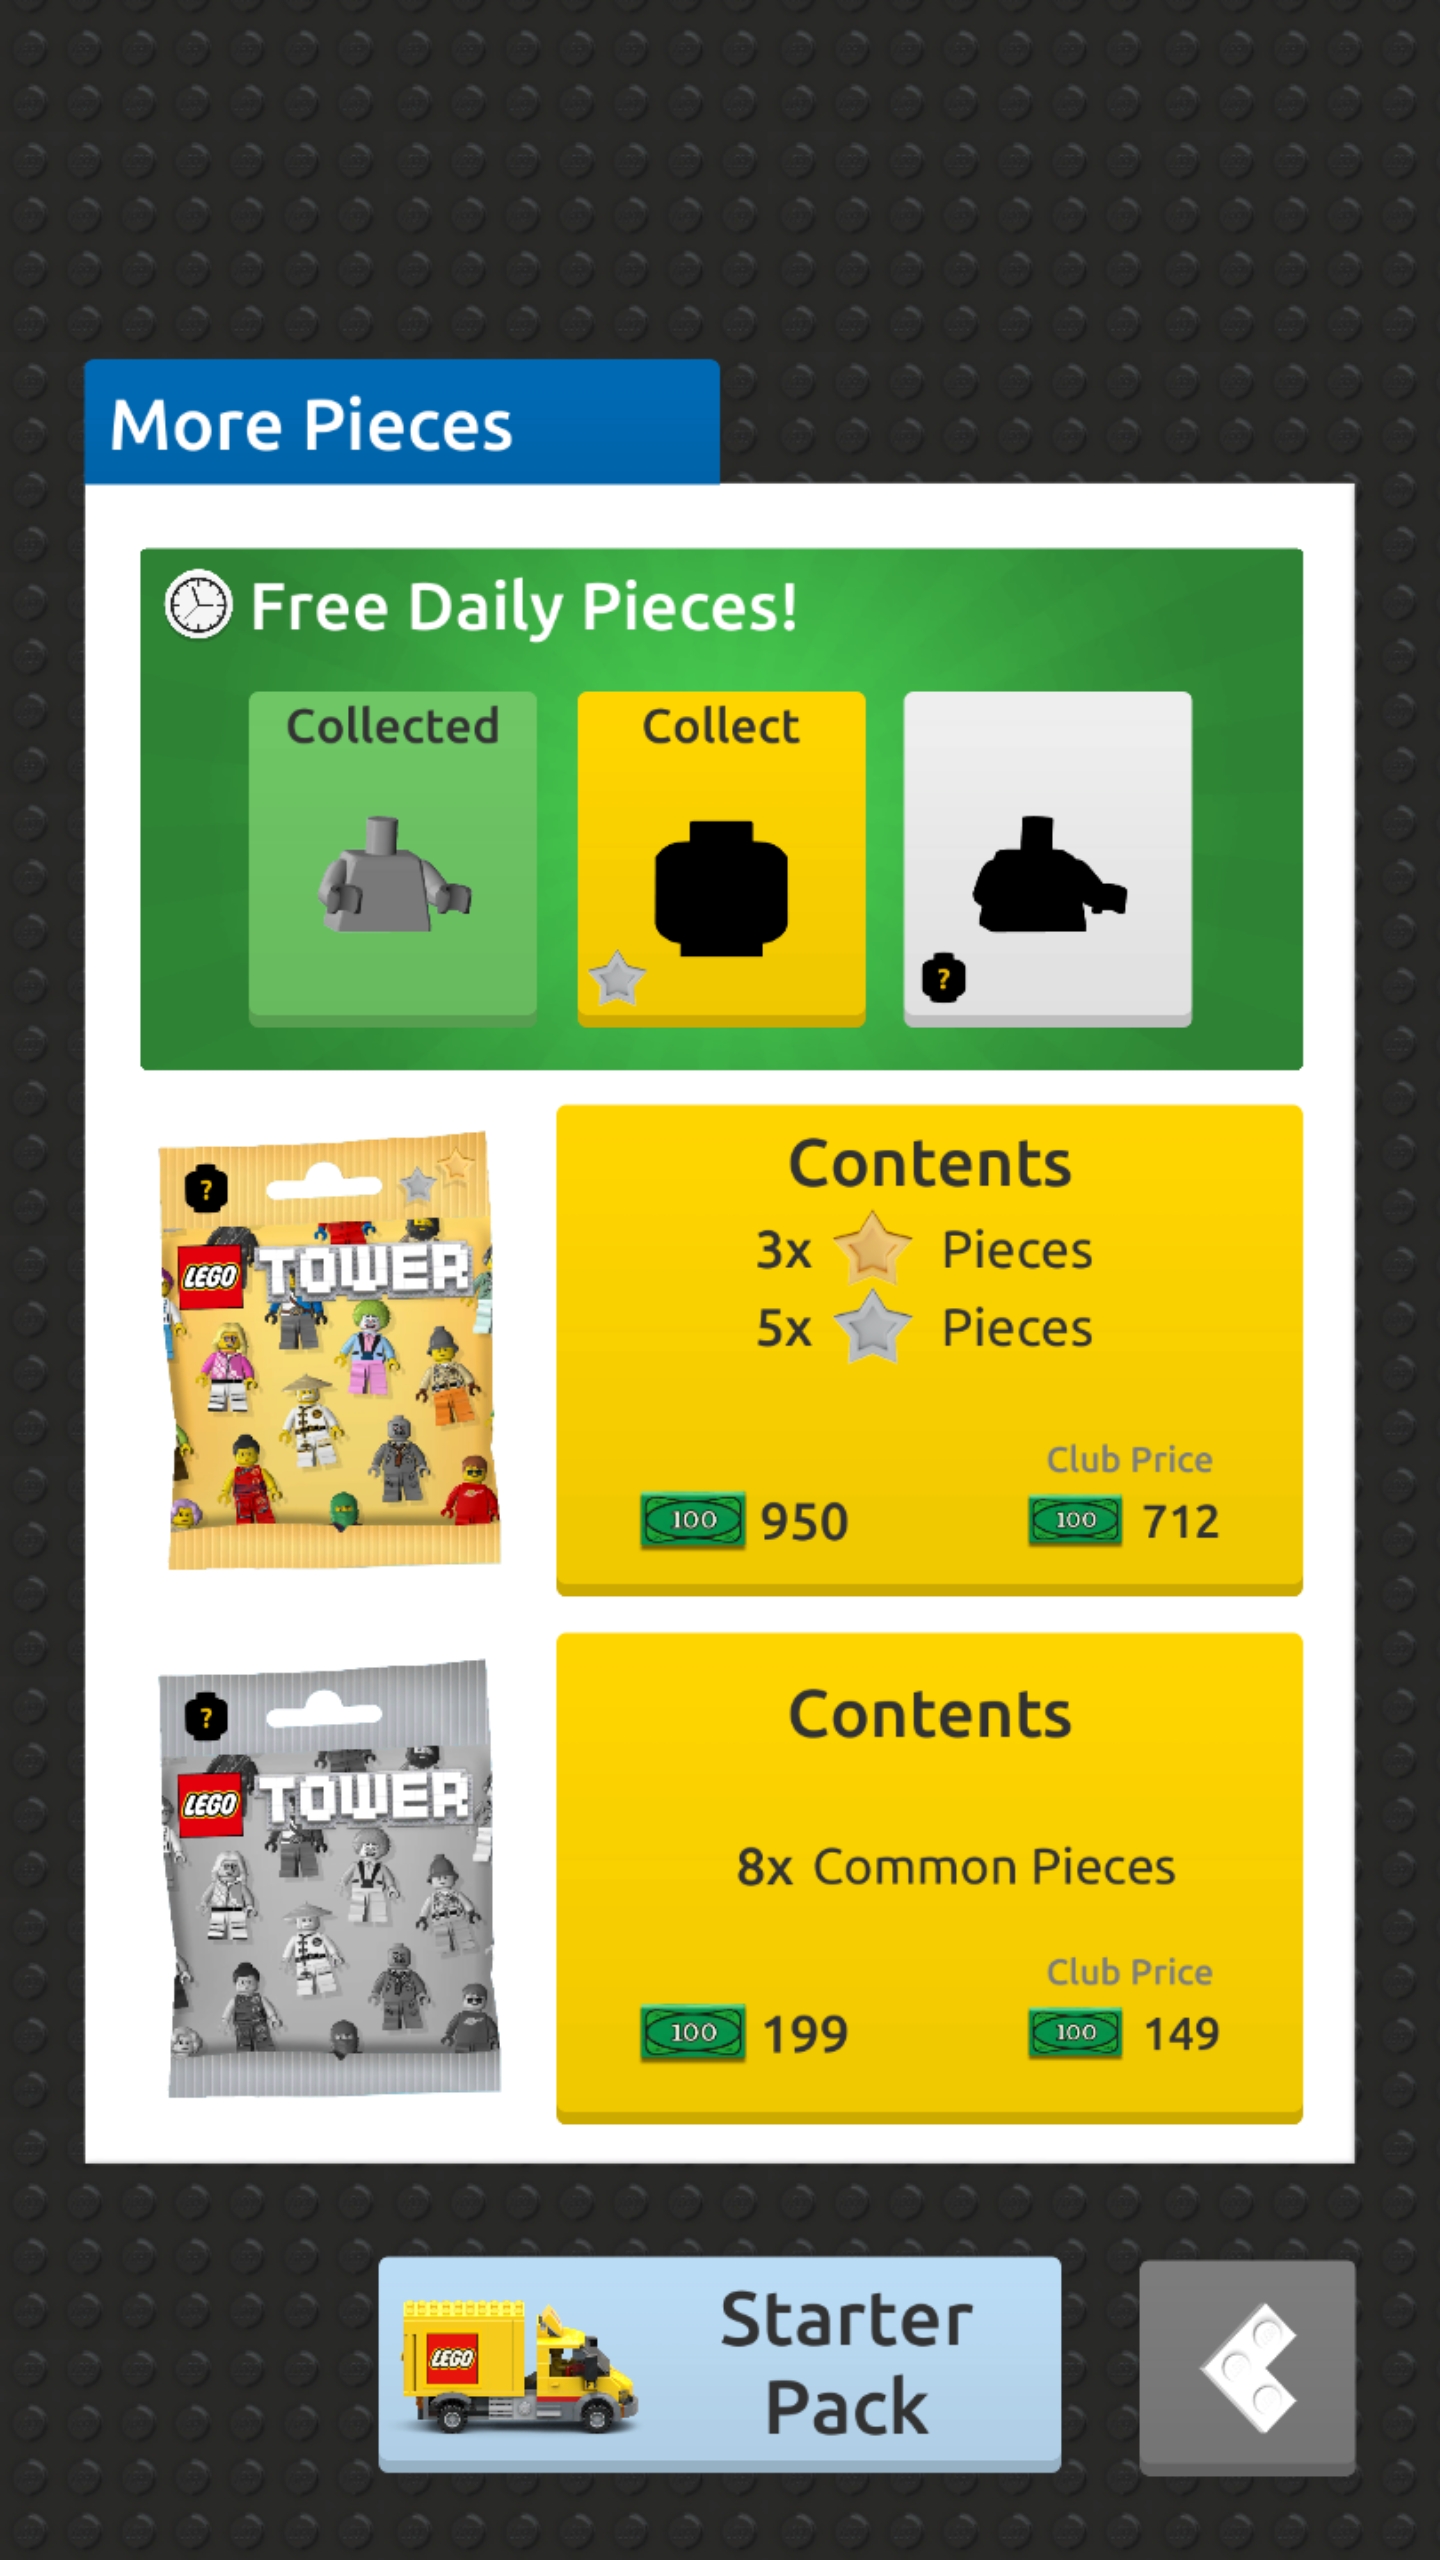 More Pieces
Free Daily Pieces!
Collected
Collect
?
?
LEGO TOWER
Contents
3x Pieces
5x Pieces
Club Price
100 950
100 712
?
LEGO TOWER
Contents
8x Common Pieces
Club Price
100 199
100 149
LEGO
Starter
Pack